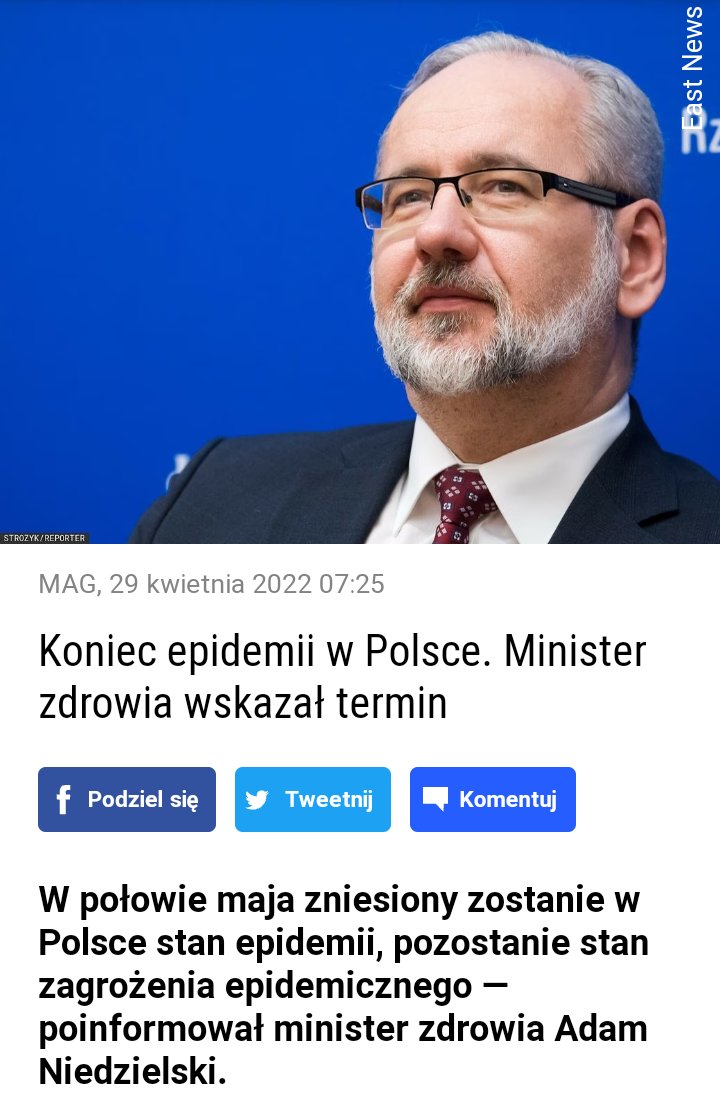 East News
Rz
STROZYK/REPORTER
MAG, 29 kwietnia 2022 07:25
Koniec epidemii w Polsce. Minister
zdrowia wskazał termin
Podziel się
Tweetnij
Komentuj
W połowie maja zniesiony zostanie w
Polsce stan epidemii, pozostanie stan
zagrożenia epidemicznego —
poinformował minister zdrowia Adam
Niedzielski.